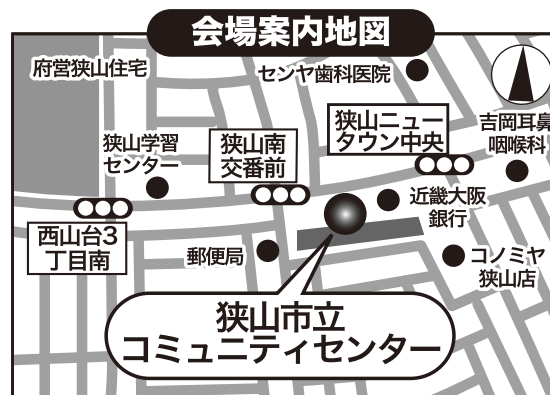 会場案内地図
府営狭山住宅
センヤ歯科医院
狭山ニュー
タウン中央
吉岡耳鼻
咽喉科
狭山学習
センター
狭山南
交番前
近畿大阪
銀行
西山台3
丁目南
郵便局
コノミヤ
狭山店
狭山市立
コミュニティセンター